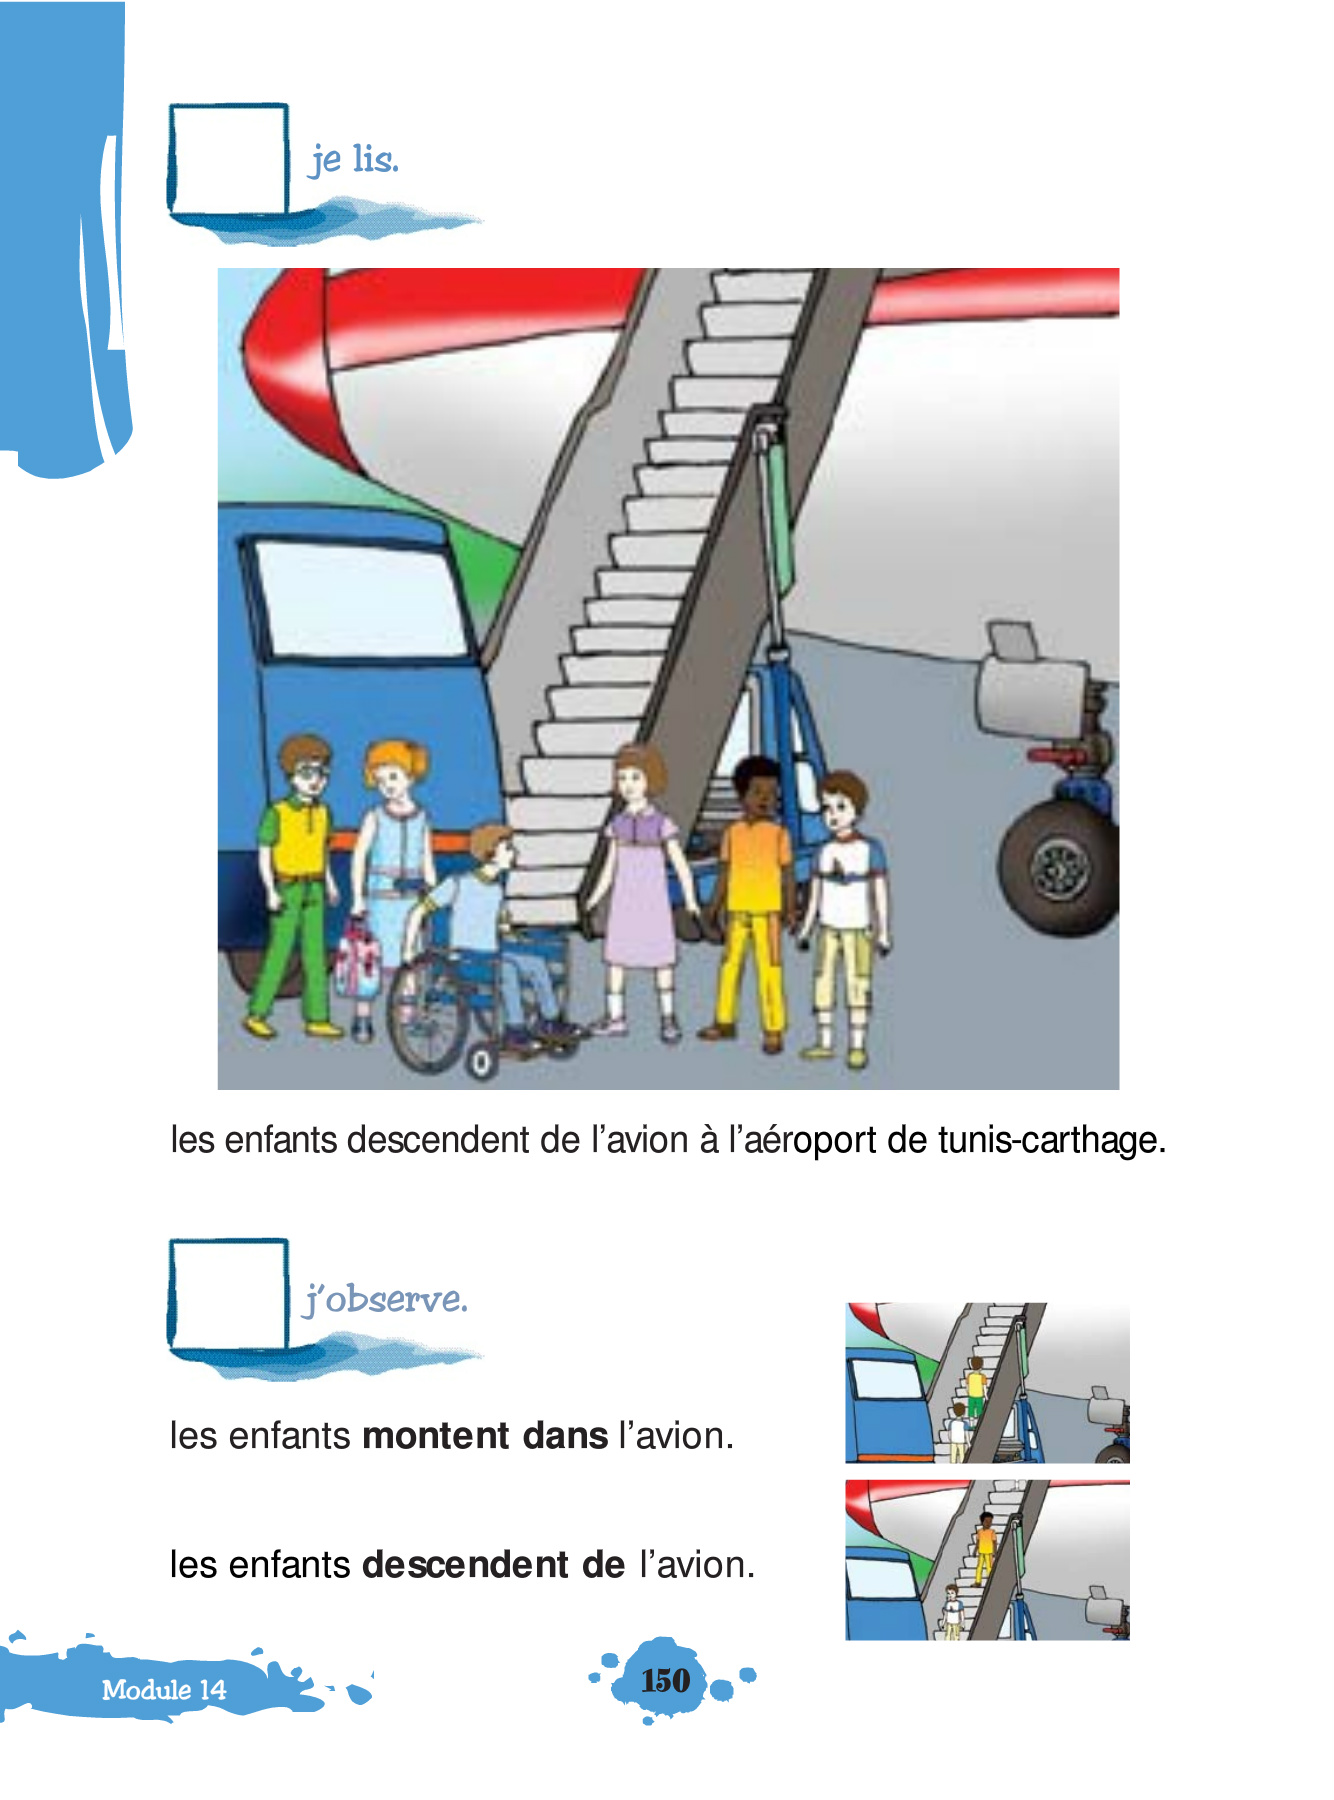 je lis.
les enfants descendent de l’avion à l’aéroport de tunis-carthage.
j’observe.
les enfants montent dans l’avion.
les enfants descendent de l’avion.
Module 14
150